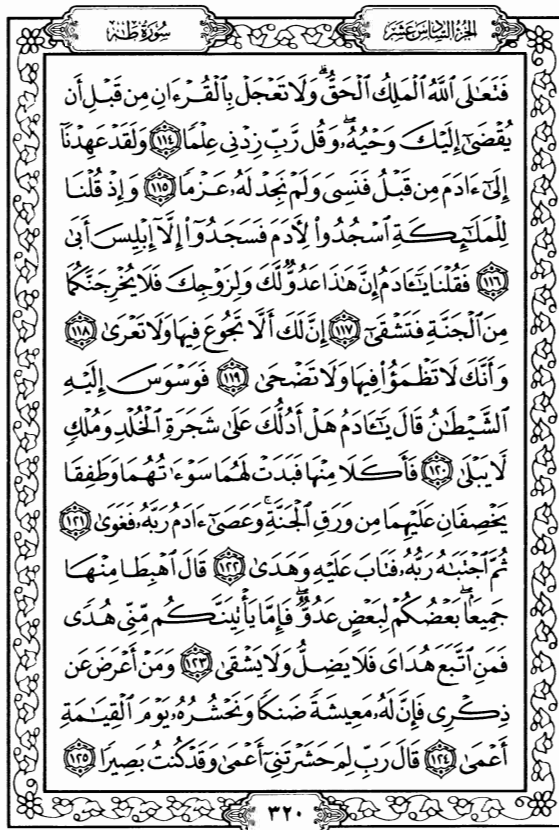 الجزء السادس عشر
سورة طه
فَتَعَٰلَى ٱللَّهُ ٱلۡمَلِكُ ٱلۡحَقُّۗ وَلَا تَعۡجَلۡ بِٱلۡقُرۡءَانِ مِن قَبۡلِ أَن
يُقۡضَىٰٓ إِلَيۡكَ وَحۡيُهُۥۖ وَقُل رَّبِّ زِدۡنِي عِلۡمٗا ١١٤ وَلَقَدۡ عَهِدۡنَآ
إِلَىٰٓ ءَادَمَ مِن قَبۡلُ فَنَسِيَ وَلَمۡ نَجِدۡ لَهُۥ عَزۡمٗا ١١٥ وَإِذۡ قُلۡنَا
لِلۡمَلَٰٓئِكَةِ ٱسۡجُدُواْ لِأٓدَمَ فَسَجَدُوٓاْ إِلَّآ إِبۡلِيسَ أَبَىٰ
١١٦ فَقُلۡنَا يَٰٓـَٔادَمُ إِنَّ هَٰذَا عَدُوّٞ لَّكَ وَلِزَوۡجِكَ فَلَا يُخۡرِجَنَّكُمَا
مِنَ ٱلۡجَنَّةِ فَتَشۡقَىٰٓ ١١٧ إِنَّ لَكَ أَلَّا تَجُوعَ فِيهَا وَلَا تَعۡرَىٰ ١١٨
وَأَنَّكَ لَا تَظۡمَؤُاْ فِيهَا وَلَا تَضۡحَىٰ ١١٩ فَوَسۡوَسَ إِلَيۡهِ
ٱلشَّيۡطَٰنُ قَالَ يَٰٓـَٔادَمُ هَلۡ أَدُلُّكَ عَلَىٰ شَجَرَةِ ٱلۡخُلۡدِ وَمُلۡكٖ
لَّا يَبۡلَىٰ ١٢٠ فَأَكَلَا مِنۡهَا فَبَدَتۡ لَهُمَا سَوۡءَٰتُهُمَا وَطَفِقَا
يَخۡصِفَانِ عَلَيۡهِمَا مِن وَرَقِ ٱلۡجَنَّةِۚ وَعَصَىٰٓ ءَادَمُ رَبَّهُۥ فَغَوَىٰ ١٢١
ثُمَّ ٱجۡتَبَٰهُ رَبُّهُۥ فَتَابَ عَلَيۡهِ وَهَدَىٰ ١٢٢ قَالَ ٱهۡبِطَا مِنۡهَا
جَمِيعَۢاۖ بَعۡضُكُمۡ لِبَعۡضٍ عَدُوّٞۖ فَإِمَّا يَأۡتِيَنَّكُم مِّنِّي هُدٗى
فَمَنِ ٱتَّبَعَ هُدَايَ فَلَا يَضِلُّ وَلَا يَشۡقَىٰ ١٢٣ وَمَنۡ أَعۡرَضَ عَن
ذِكۡرِي فَإِنَّ لَهُۥ مَعِيشَةٗ ضَنكٗا وَنَحۡشُرُهُۥ يَوۡمَ ٱلۡقِيَٰمَةِ
أَعۡمَىٰ ١٢٤ قَالَ رَبِّ لِمَ حَشَرۡتَنِيٓ أَعۡمَىٰ وَقَدۡ كُنتُ بَصِيرٗا ١٢٥
٣٢٠